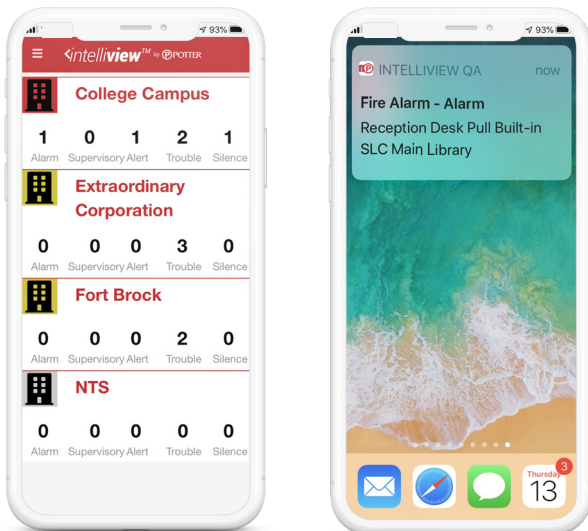 93%
<intelliview™ by P POTTER
College Campus
1 0 1 2 1
Alarm Supervisory Alert Trouble Silence
Extraordinary
Corporation
0 0 0 3 0
Alarm Supervisory Alert Trouble Silence
Fort Brock
0 0 0 2 0
Alarm Supervisory Alert Trouble Silence
NTS
0 0 0 0 0
Alarm Supervisory Alert Trouble Silence
93%
P INTELLIVIEW QA now
Fire Alarm - Alarm
Reception Desk Pull Built-in
SLC Main Library
3
Thursday
13